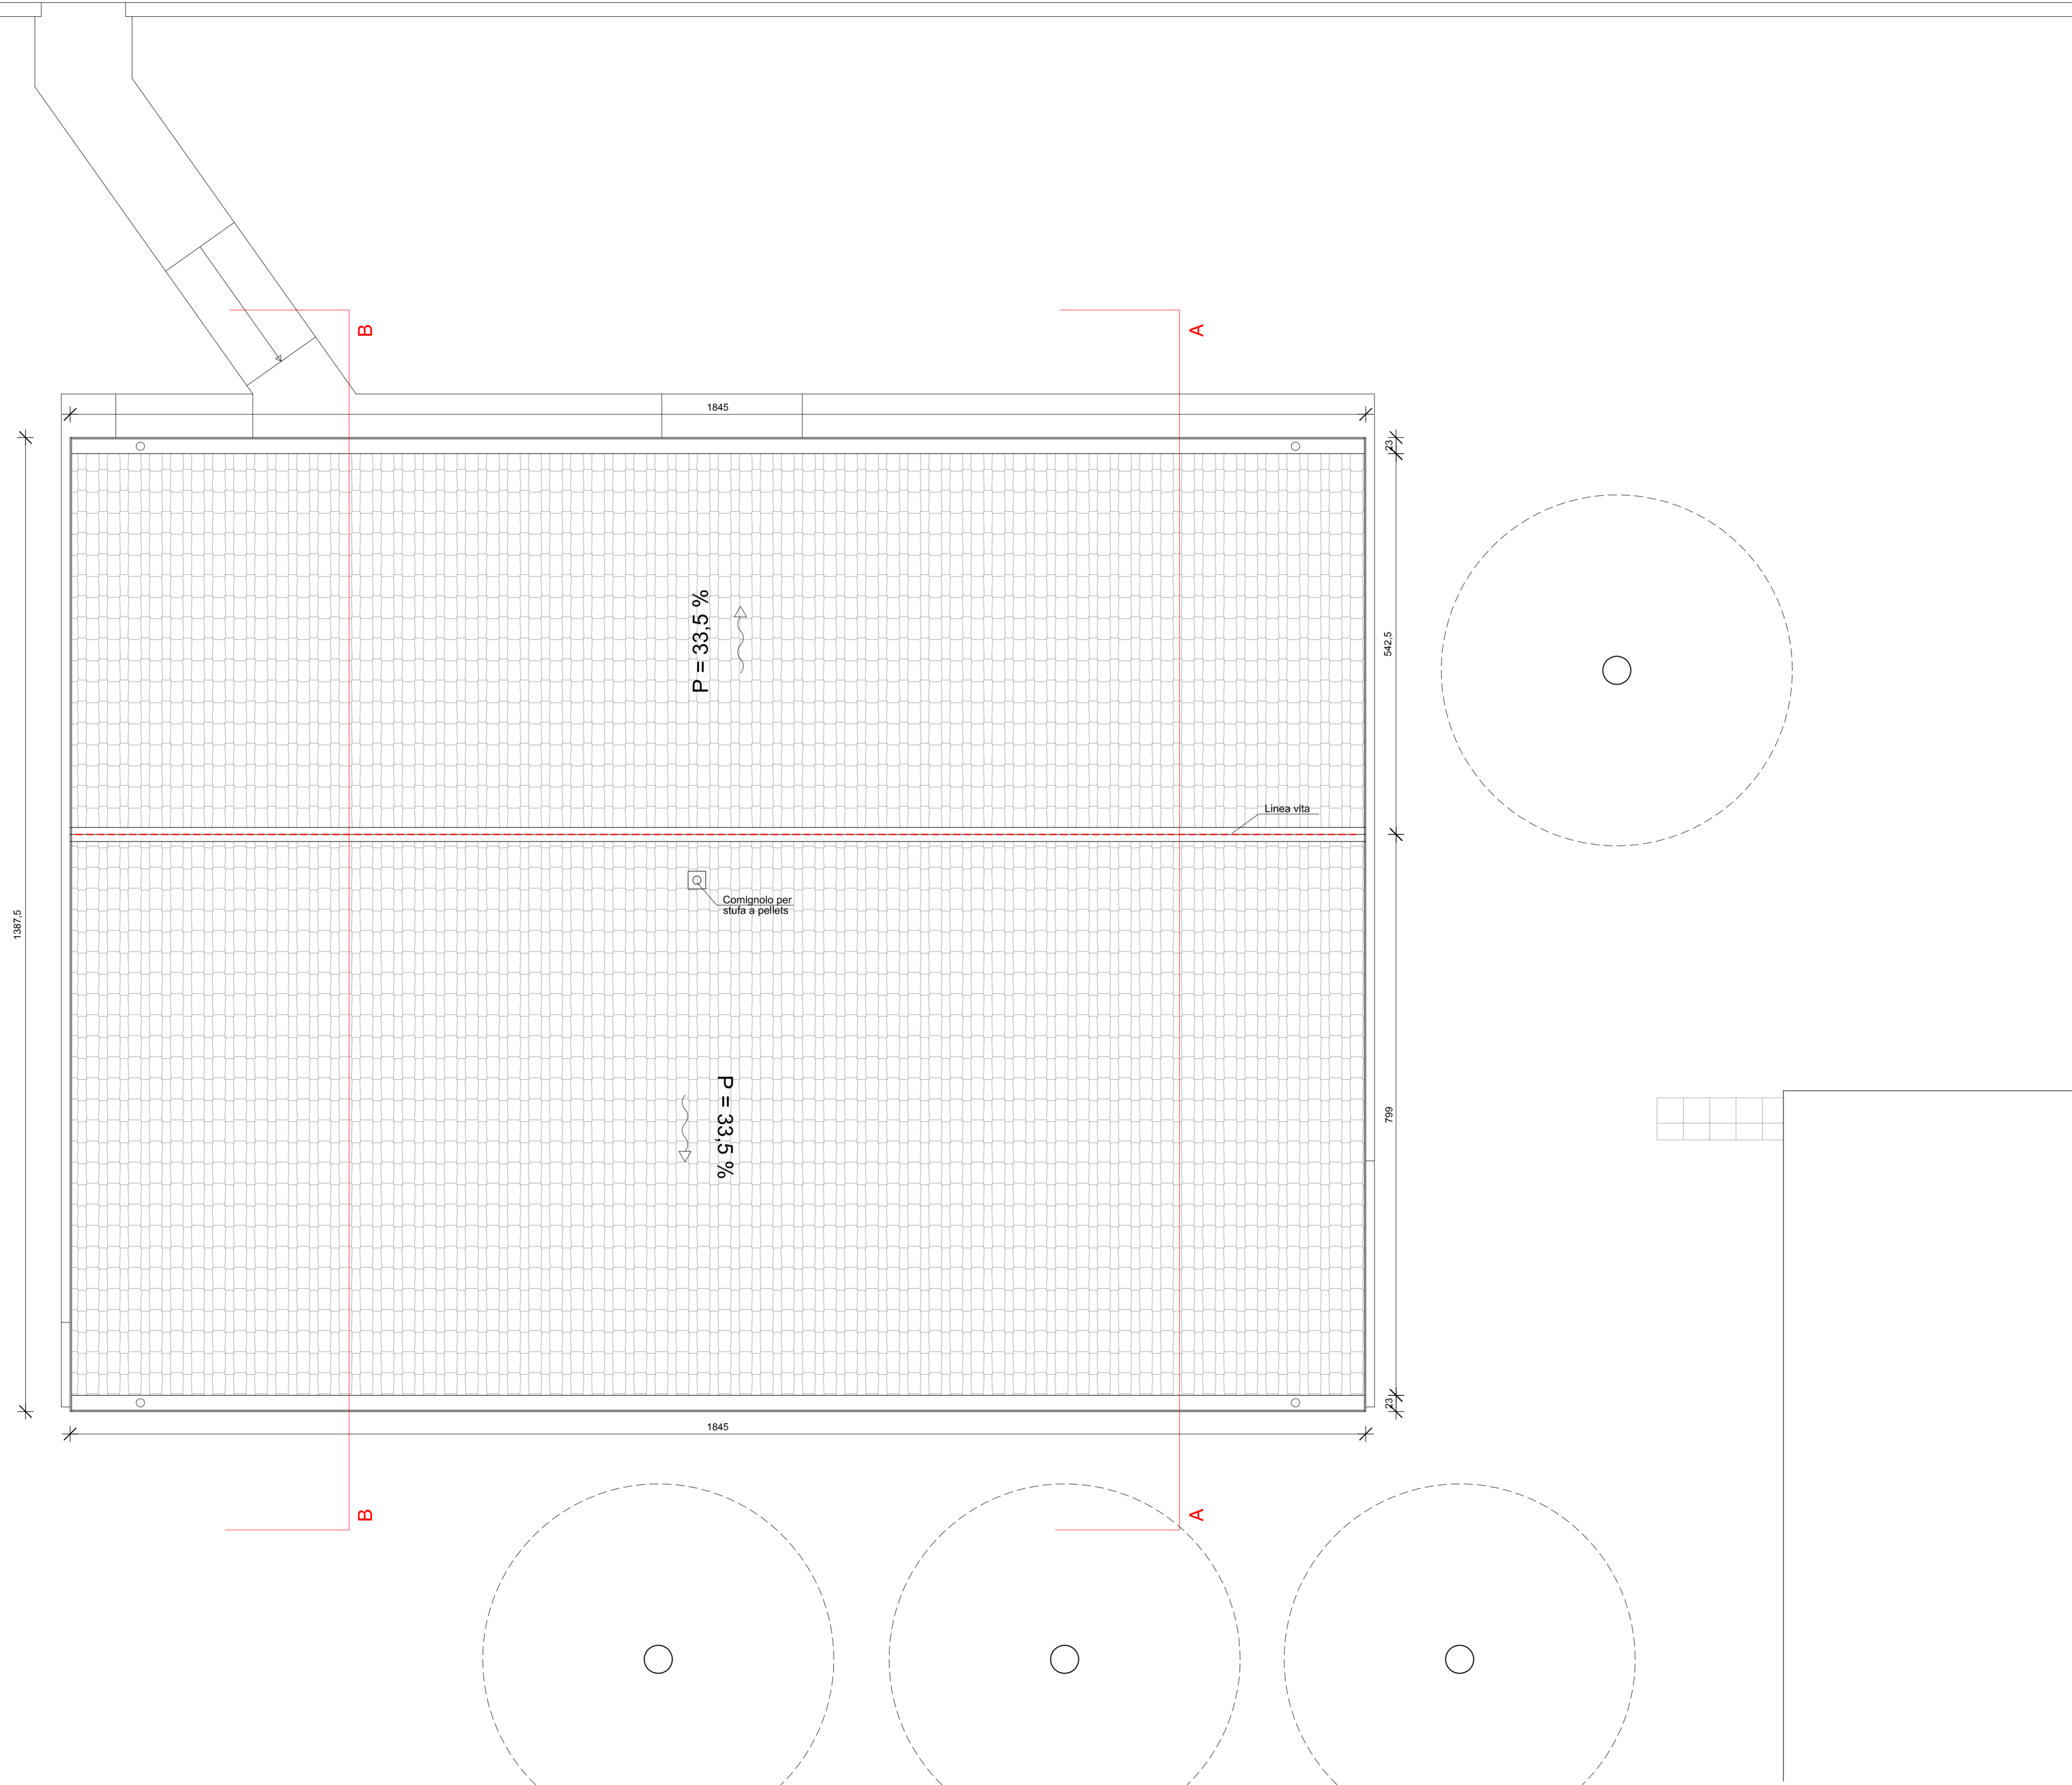 B
A
1845
23
P = 33,5 %
542,5
Linea vita
Comignolo per
stufa a pellets
1387,5
P = 33,5 %
799
23
1845
B
A